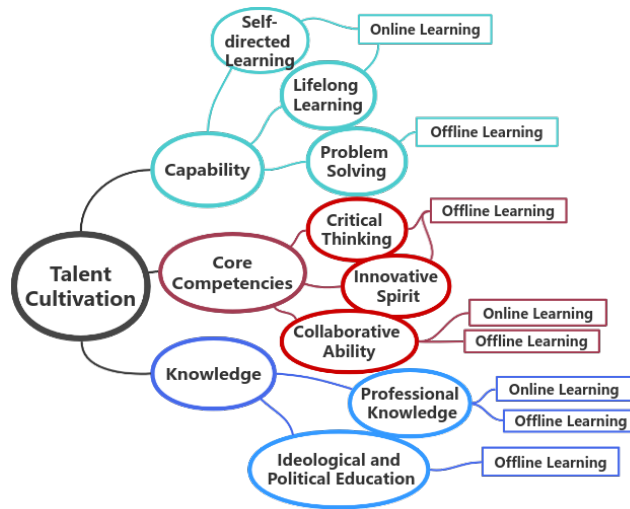 Self-
directed
Learning
Online Learning
Lifelong
Learning
Offline Learning
Problem
Solving
Capability
Critical
Thinking
Offline Learning
Core
Competencies
Innovative
Spirit
Talent
Cultivation
Online Learning
Collaborative
Ability
Offline Learning
Knowledge
Professional
Knowledge
Online Learning
Offline Learning
Ideological and
Political Education
Offline Learning